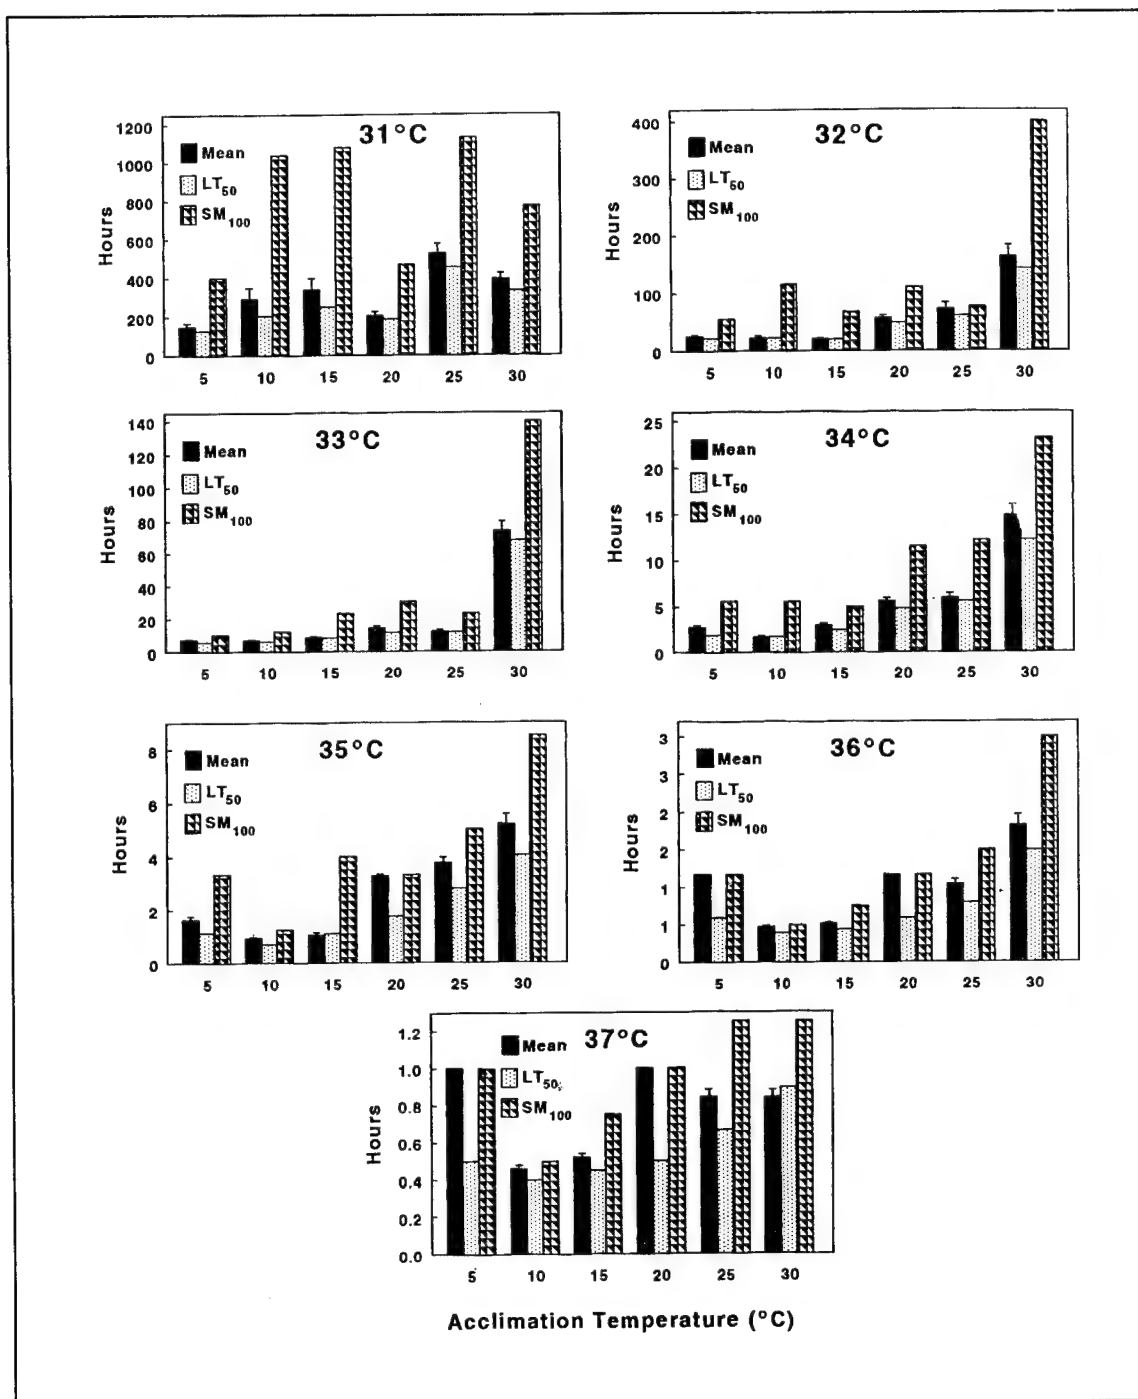 31°C
1200
1000
800
600
400
200
0
Hours
Mean
LT50
SM100
5 10 15 20 25 30
32°C
400
300
200
100
0
Hours
Mean
LT50
SM100
5 10 15 20 25 30
33°C
140
120
100
80
60
40
20
0
Hours
Mean
LT50
SM100
5 10 15 20 25 30
34°C
25
20
15
10
5
0
Hours
Mean
LT50
SM100
5 10 15 20 25 30
35°C
8
6
4
2
0
Hours
Mean
LT50
SM100
5 10 15 20 25 30
36°C
3
3
2
2
1
1
0
Hours
Mean
LT50
SM100
5 10 15 20 25 30
37°C
1.2
1.0
0.8
0.6
0.4
0.2
0.0
Hours
Mean
LT50
SM100
5 10 15 20 25 30
Acclimation Temperature (°C)